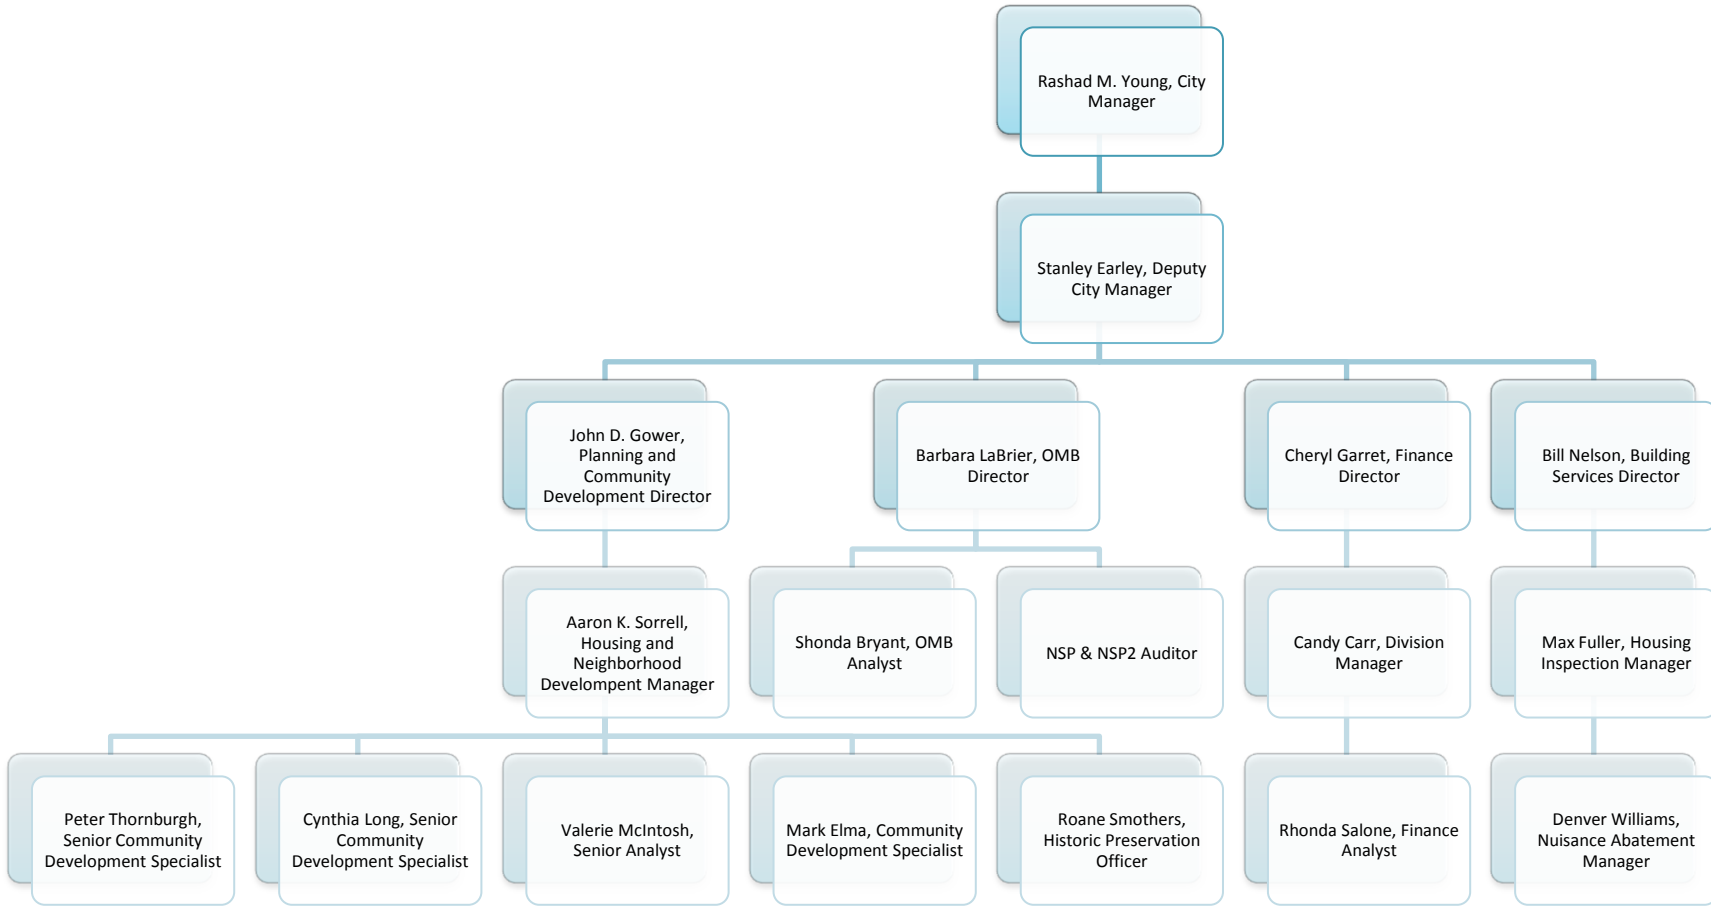 Rashad M. Young, City
Manager
Stanley Earley, Deputy
City Manager
John D. Gower,
Planning and
Community
Development Director
Barbara LaBrier, OMB
Director
Cheryl Garret, Finance
Director
Bill Nelson, Building
Services Director
Aaron K. Sorrell,
Housing and
Neighborhood
Develompent Manager
Shonda Bryant, OMB
Analyst
NSP & NSP2 Auditor
Candy Carr, Division
Manager
Max Fuller, Housing
Inspection Manager
Peter Thornburgh,
Senior Community
Development Specialist
Cynthia Long, Senior
Community
Development Specialist
Valerie McIntosh,
Senior Analyst
Mark Elma, Community
Development Specialist
Roane Smothers,
Historic Preservation
Officer
Rhonda Salone, Finance
Analyst
Denver Williams,
Nuisance Abatement
Manager